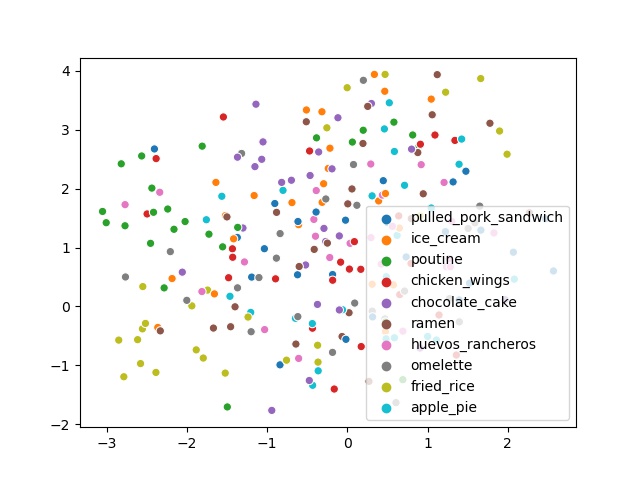 4
3
2
1
0
−1
−2
−3
−2
−1
0
1
2
pulled_pork_sandwich
ice_cream
poutine
chicken_wings
chocolate_cake
ramen
huevos_rancheros
omelette
fried_rice
apple_pie